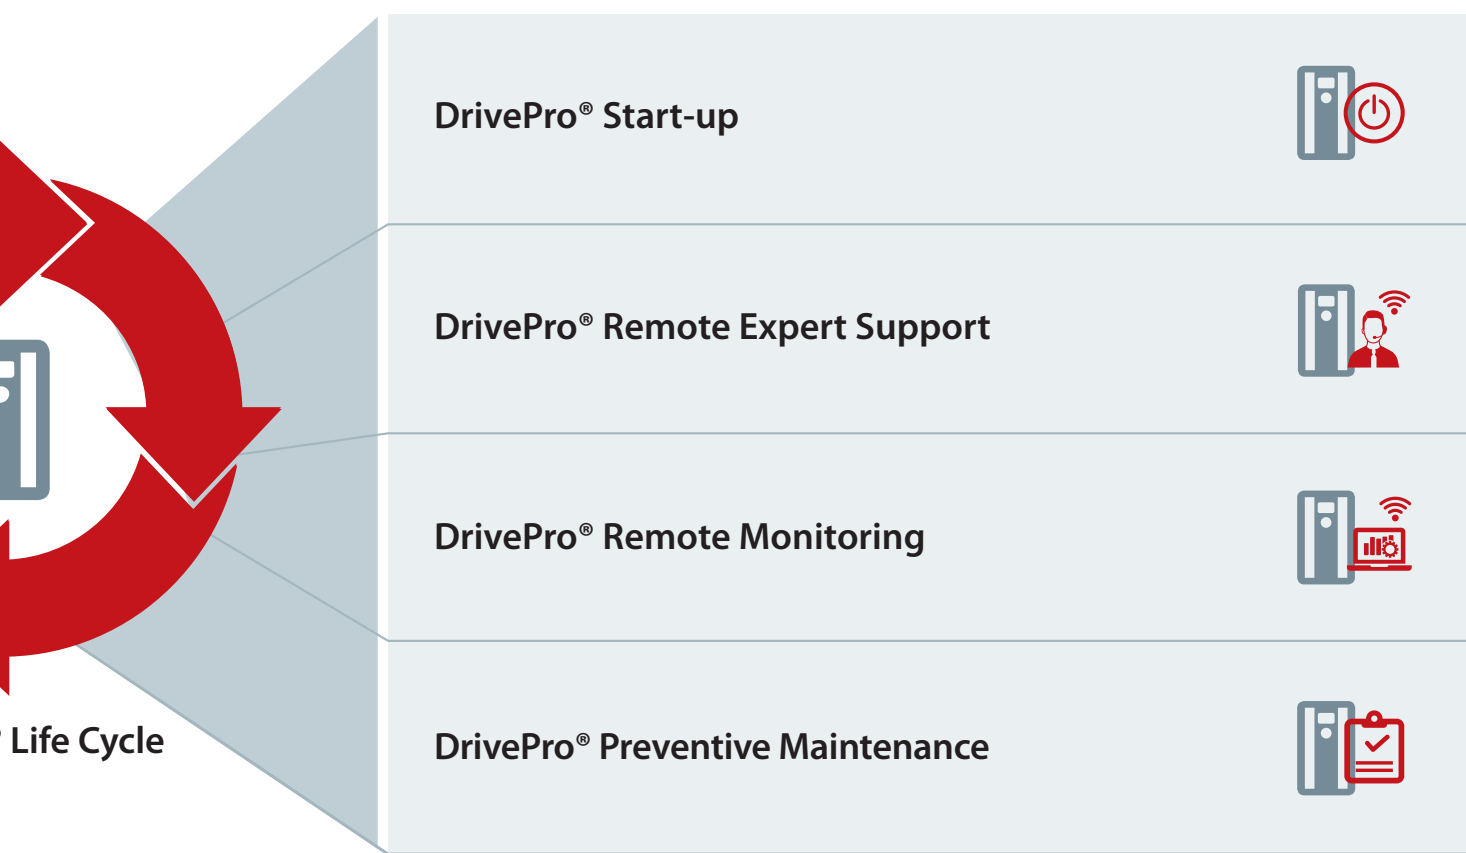 DrivePro® Start-up
DrivePro® Remote Expert Support
DrivePro® Remote Monitoring
® Life Cycle
DrivePro® Preventive Maintenance